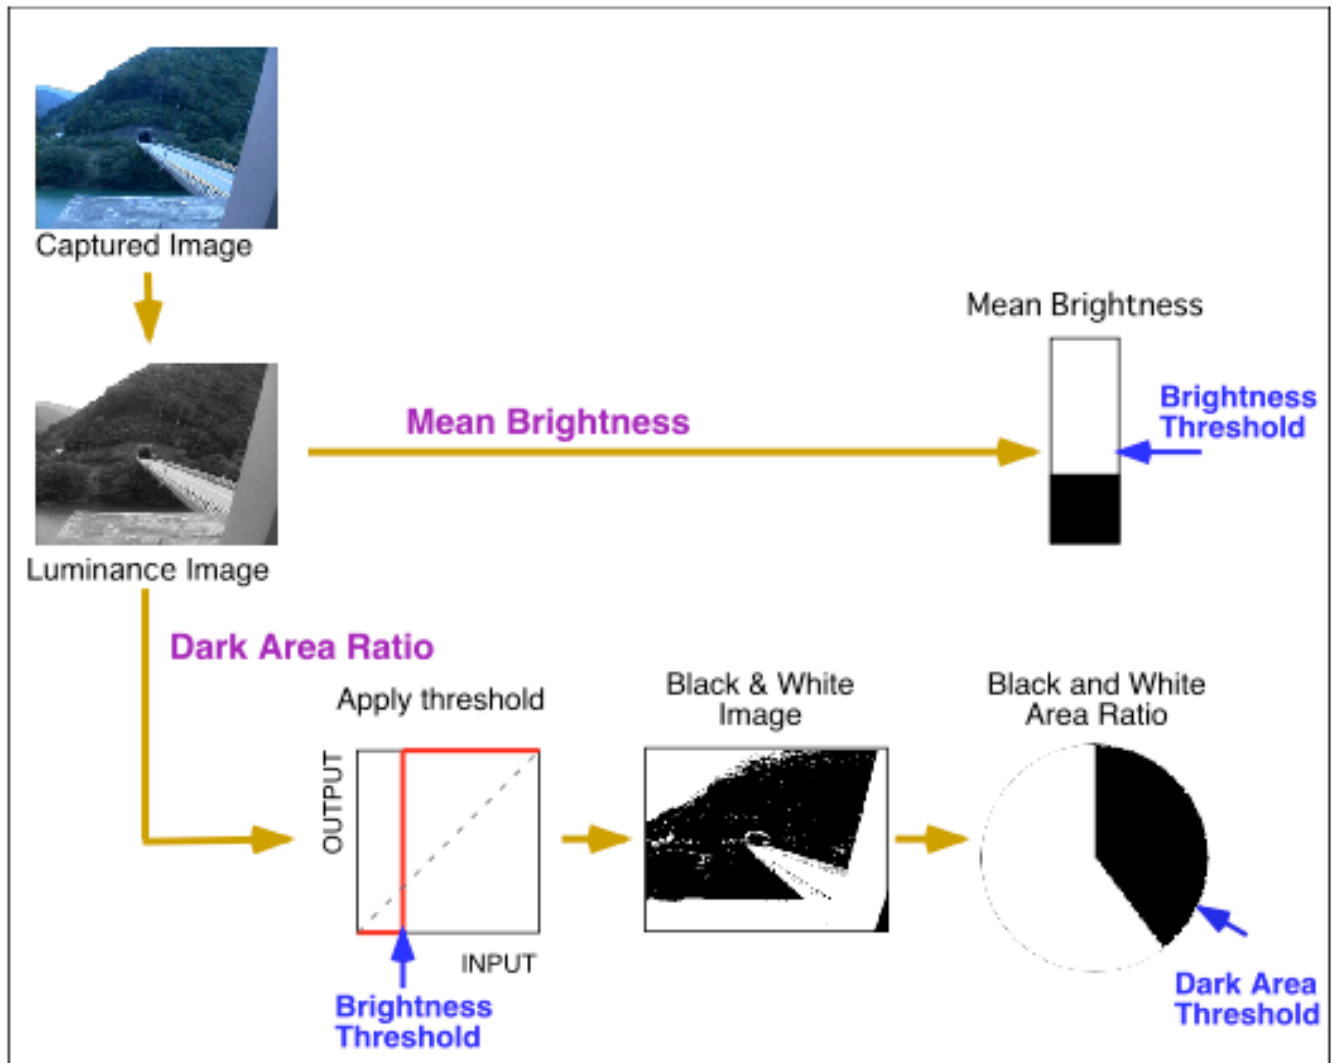 Captured Image
Mean Brightness
Brightness
Threshold
Mean Brightness
Luminance Image
Dark Area Ratio
Apply threshold
Black & White
Image
Black and White
Area Ratio
OUTPUT
INPUT
Brightness
Threshold
Dark Area
Threshold